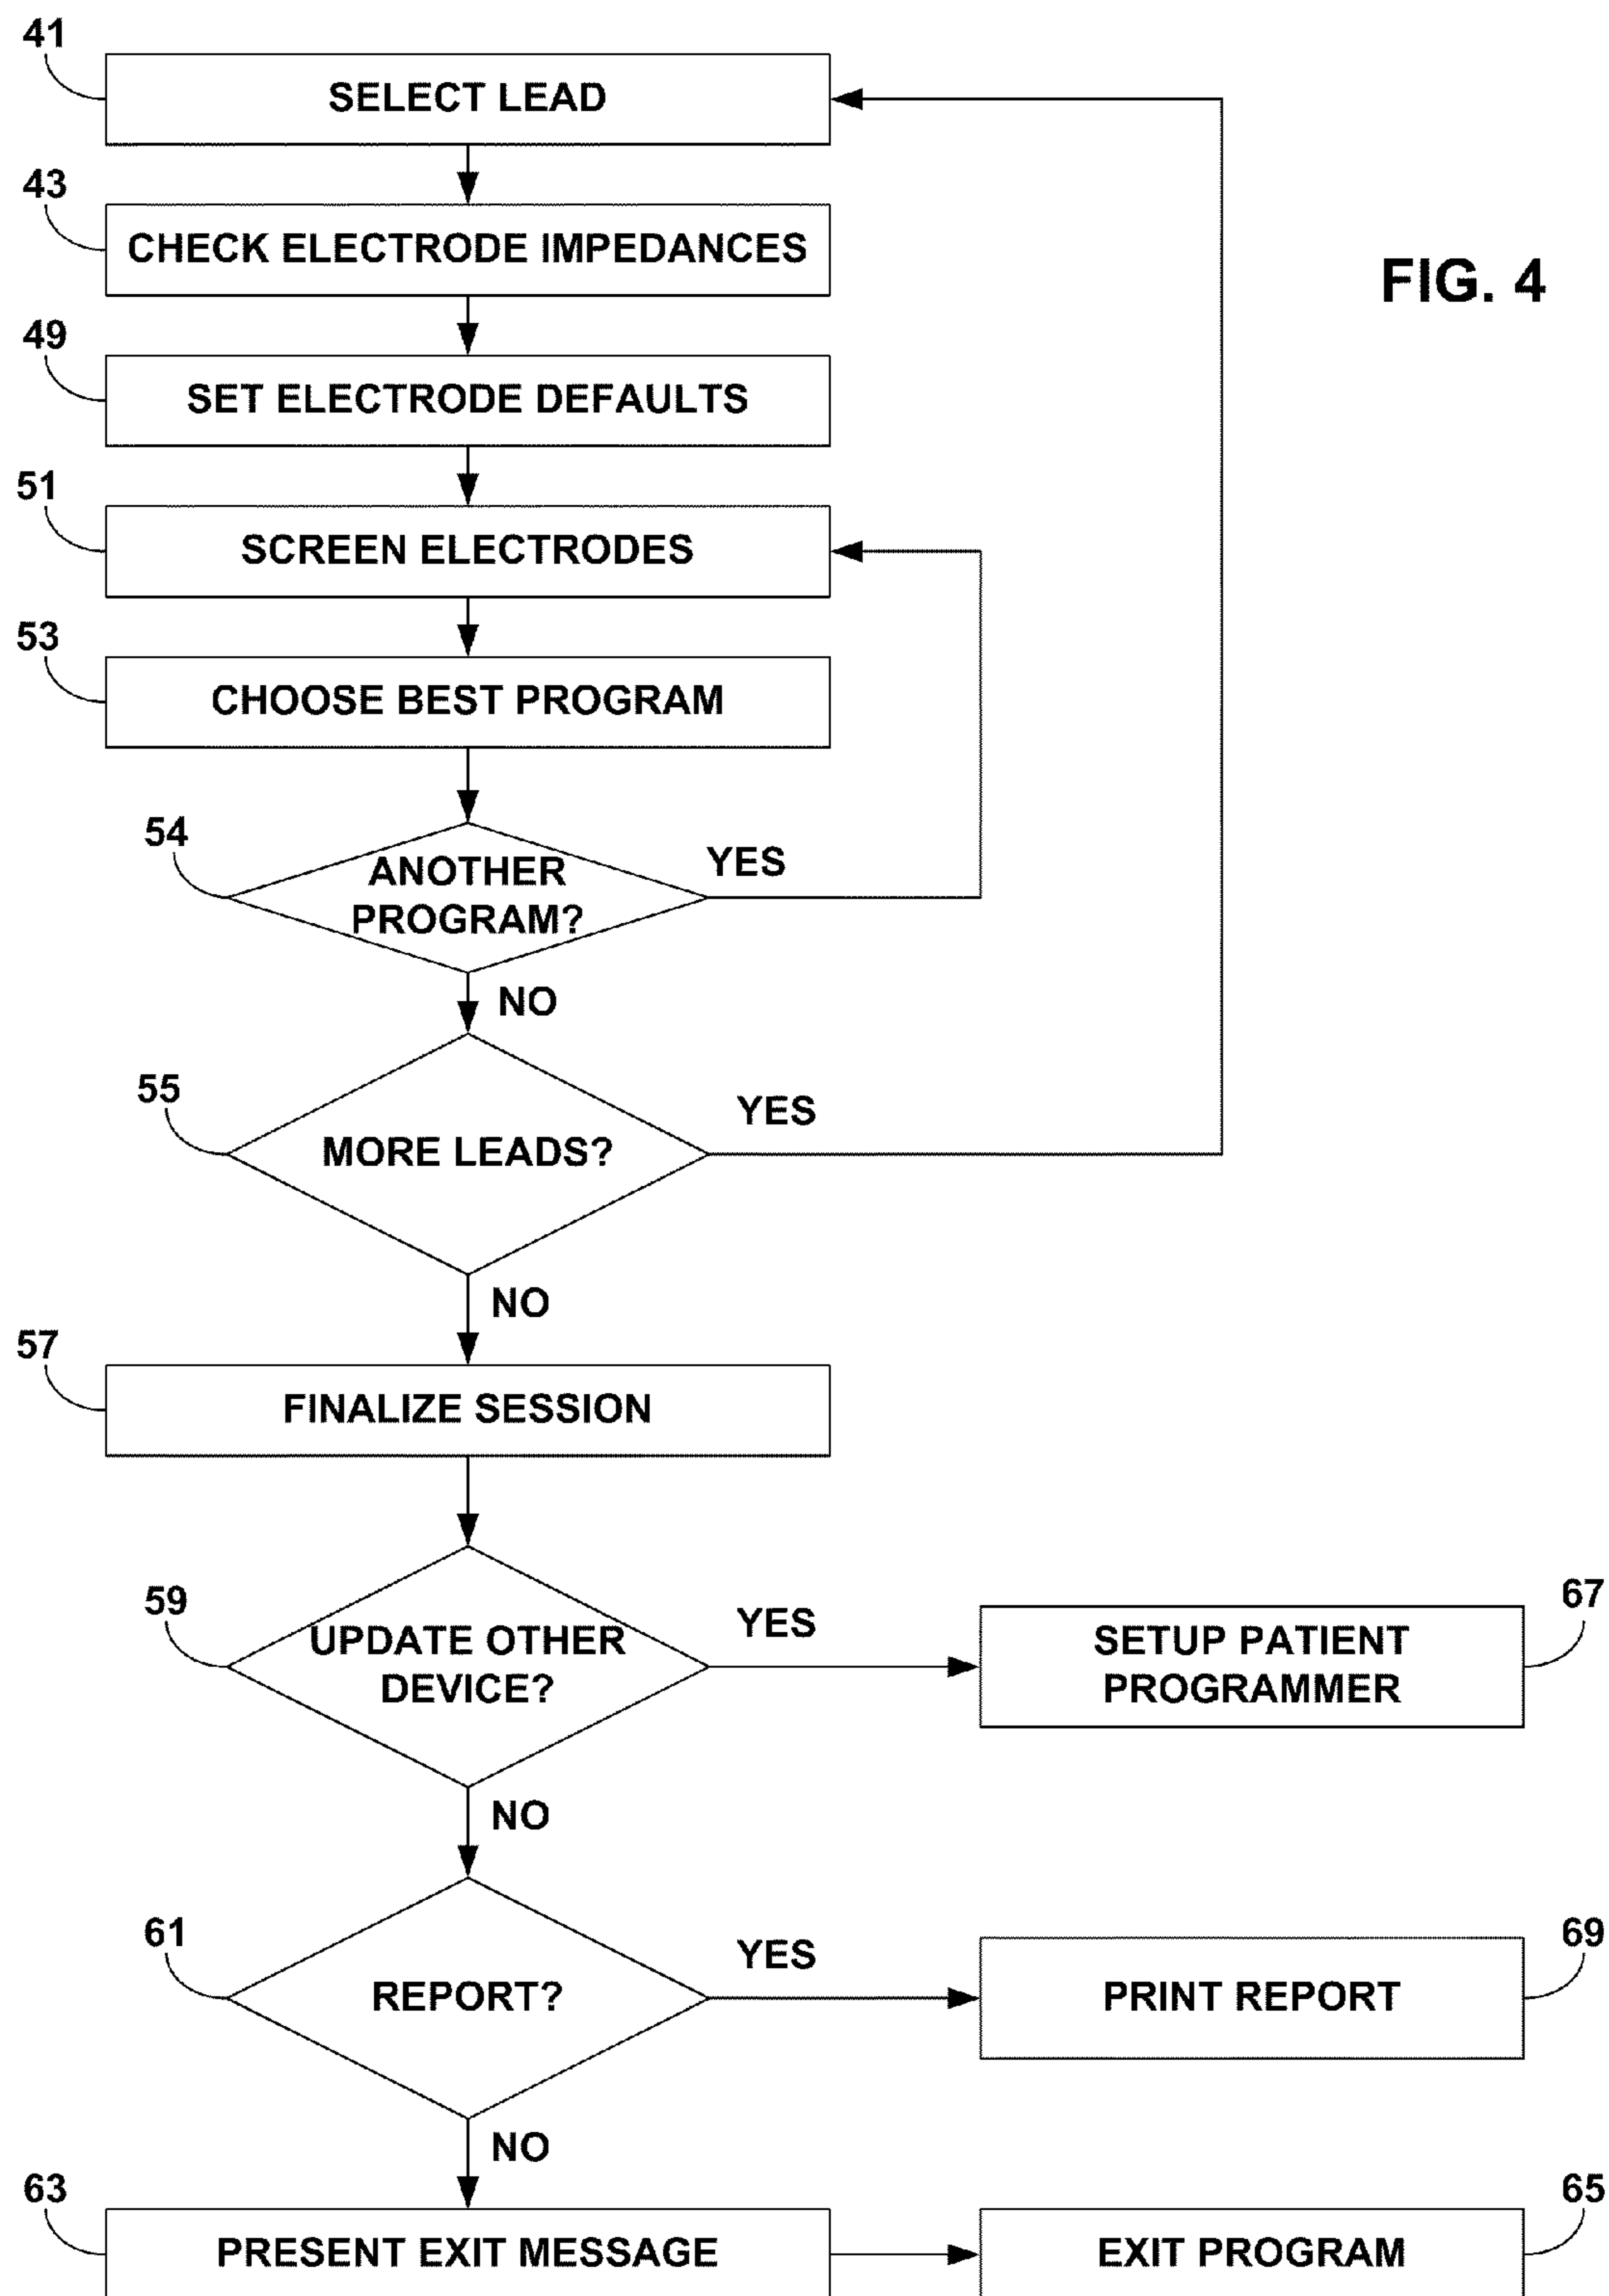 41
SELECT LEAD
43
CHECK ELECTRODE IMPEDANCES
FIG. 4
49
SET ELECTRODE DEFAULTS
51
SCREEN ELECTRODES
53
CHOOSE BEST PROGRAM
54
ANOTHER
PROGRAM?
YES
NO
55
MORE LEADS?
YES
NO
57
FINALIZE SESSION
59
UPDATE OTHER
DEVICE?
YES
SETUP PATIENT
PROGRAMMER
67
NO
61
REPORT?
YES
PRINT REPORT
69
NO
63
PRESENT EXIT MESSAGE
EXIT PROGRAM
65